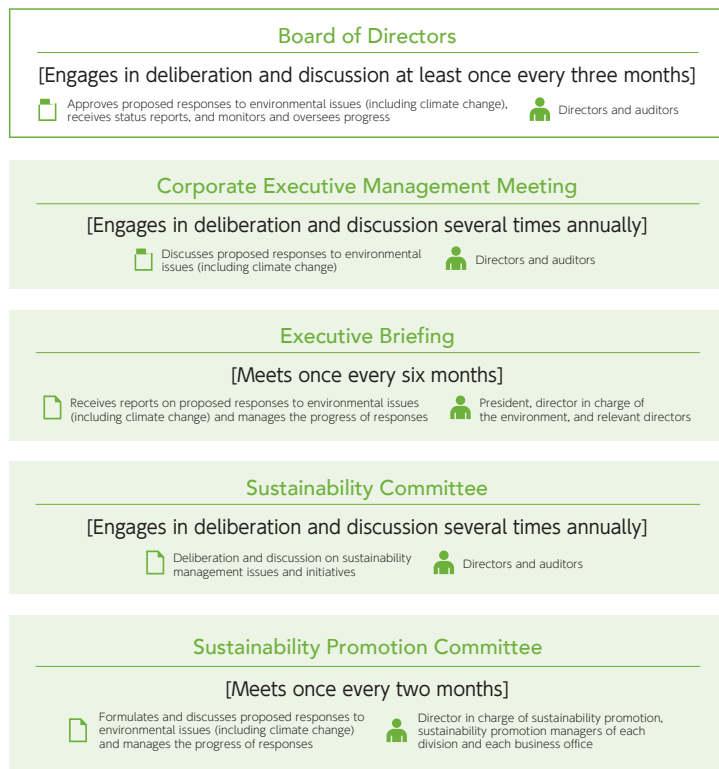 Board of Directors
[Engages in deliberation and discussion at least once every three months]
Approves proposed responses to environmental issues (including climate change),
receives status reports, and monitors and oversees progress
Directors and auditors
Corporate Executive Management Meeting
[Engages in deliberation and discussion several times annually]
Discusses proposed responses to environmental
issues (including climate change)
Directors and auditors
Executive Briefing
[Meets once every six months]
Receives reports on proposed responses to environmental issues
(including climate change) and manages the progress of responses
President, director in charge of
the environment, and relevant directors
Sustainability Committee
[Engages in deliberation and discussion several times annually]
Deliberation and discussion on sustainability
management issues and initiatives
Directors and auditors
Sustainability Promotion Committee
[Meets once every two months]
Formulates and discusses proposed responses to
environmental issues (including climate change)
and manages the progress of responses
Director in charge of sustainability promotion,
sustainability promotion managers of each
division and each business office